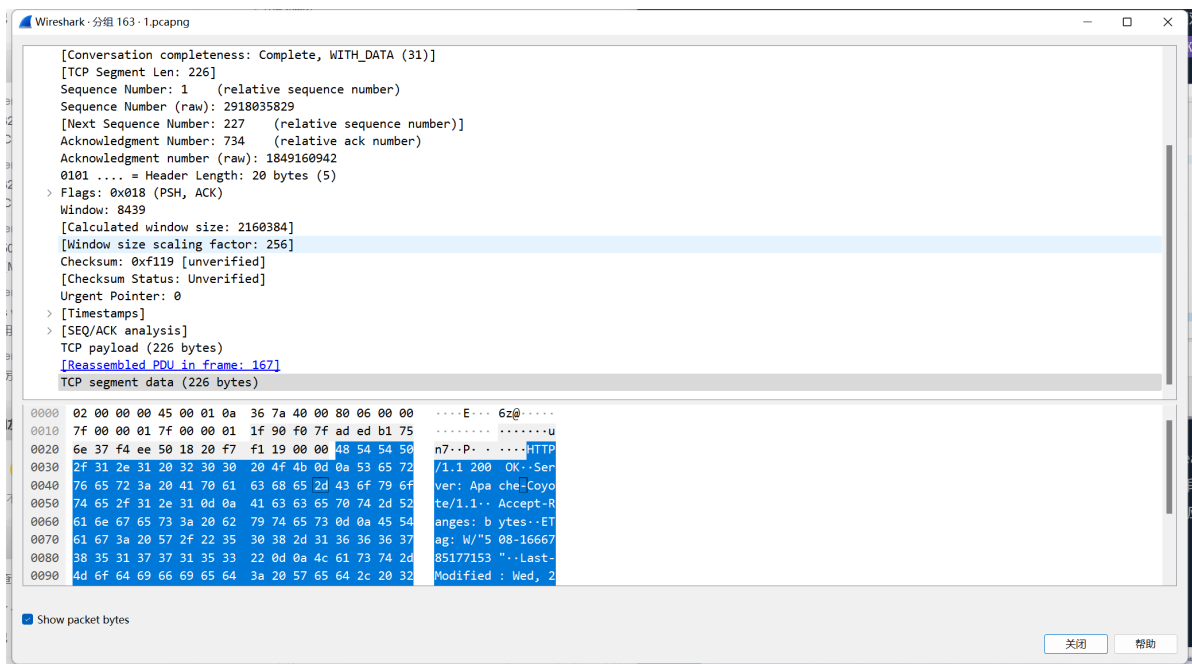 Wireshark · 分组 163 · 1.pcapng
[Conversation completeness: Complete, WITH_DATA (31)]
[TCP Segment Len: 226]
Sequence Number: 1    (relative sequence number)
Sequence Number (raw): 2918035829
[Next Sequence Number: 227    (relative sequence number)]
Acknowledgment Number: 734    (relative ack number)
Acknowledgment number (raw): 1849160942
0101 .... = Header Length: 20 bytes (5)
> Flags: 0x018 (PSH, ACK)
Window: 8439
[Calculated window size: 2160384]
[Window size scaling factor: 256]
Checksum: 0xf119 [unverified]
[Checksum Status: Unverified]
Urgent Pointer: 0
> [Timestamps]
> [SEQ/ACK analysis]
TCP payload (226 bytes)
[Reassembled PDU in frame: 167]
TCP segment data (226 bytes)
0000 02 00 00 00 45 00 01 0a 36 7a 40 00 80 06 00 00 ····E··· 6z@·····
0010 7f 00 00 01 7f 00 00 01 1f 90 f0 7f ad ed b1 75 ········ ·······u
0020 6e 37 f4 ee 50 18 20 f7 f1 19 00 00 48 54 54 50 n7··P· · ····HTTP
0030 2f 31 2e 31 20 32 30 30 20 4f 4b 0d 0a 53 65 72 /1.1 200  OK··Ser
0040 76 65 72 3a 20 41 70 61 63 68 65 2d 43 6f 79 6f ver: Apa che-Coyo
0050 74 65 2f 31 2e 31 0d 0a 41 63 63 65 70 74 2d 52 te/1.1·· Accept-R
0060 61 6e 67 65 73 3a 20 62 79 74 65 73 0d 0a 45 54 anges: b ytes··ET
0070 61 67 3a 20 57 2f 22 35 30 38 2d 31 36 36 36 37 ag: W/"5 08-16667
0080 38 35 31 37 37 31 35 33 22 0d 0a 4c 61 73 74 2d 85177153 "··Last-
0090 4d 6f 64 69 66 69 65 64 3a 20 57 65 64 2c 20 32 Modified : Wed, 2
Show packet bytes
关闭 帮助